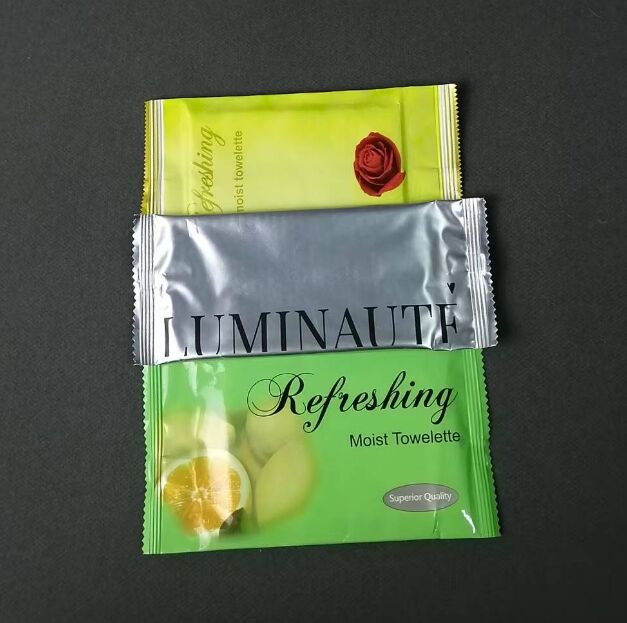 Refreshing
moist towelette
LUMINAUTÉ
Refreshing
Moist Towelette
Superior Quality